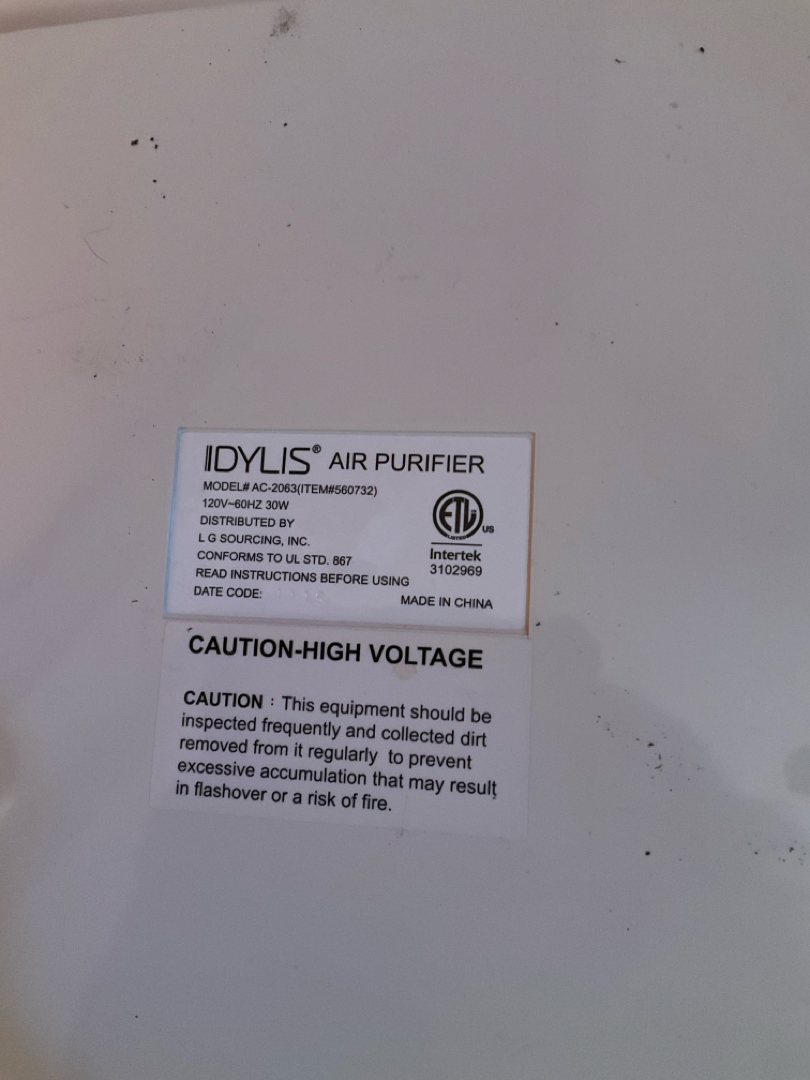 IDYLIS® AIR PURIFIER
MODEL# AC-2063(ITEM#560732)
120V~60HZ 30W
DISTRIBUTED BY
L G SOURCING, INC.
CONFORMS TO UL STD. 867
READ INSTRUCTIONS BEFORE USING
DATE CODE:
ETL
LISTED
US
Intertek
3102969
MADE IN CHINA
CAUTION-HIGH VOLTAGE
CAUTION : This equipment should be
inspected frequently and collected dirt
removed from it regularly to prevent
excessive accumulation that may result
in flashover or a risk of fire.